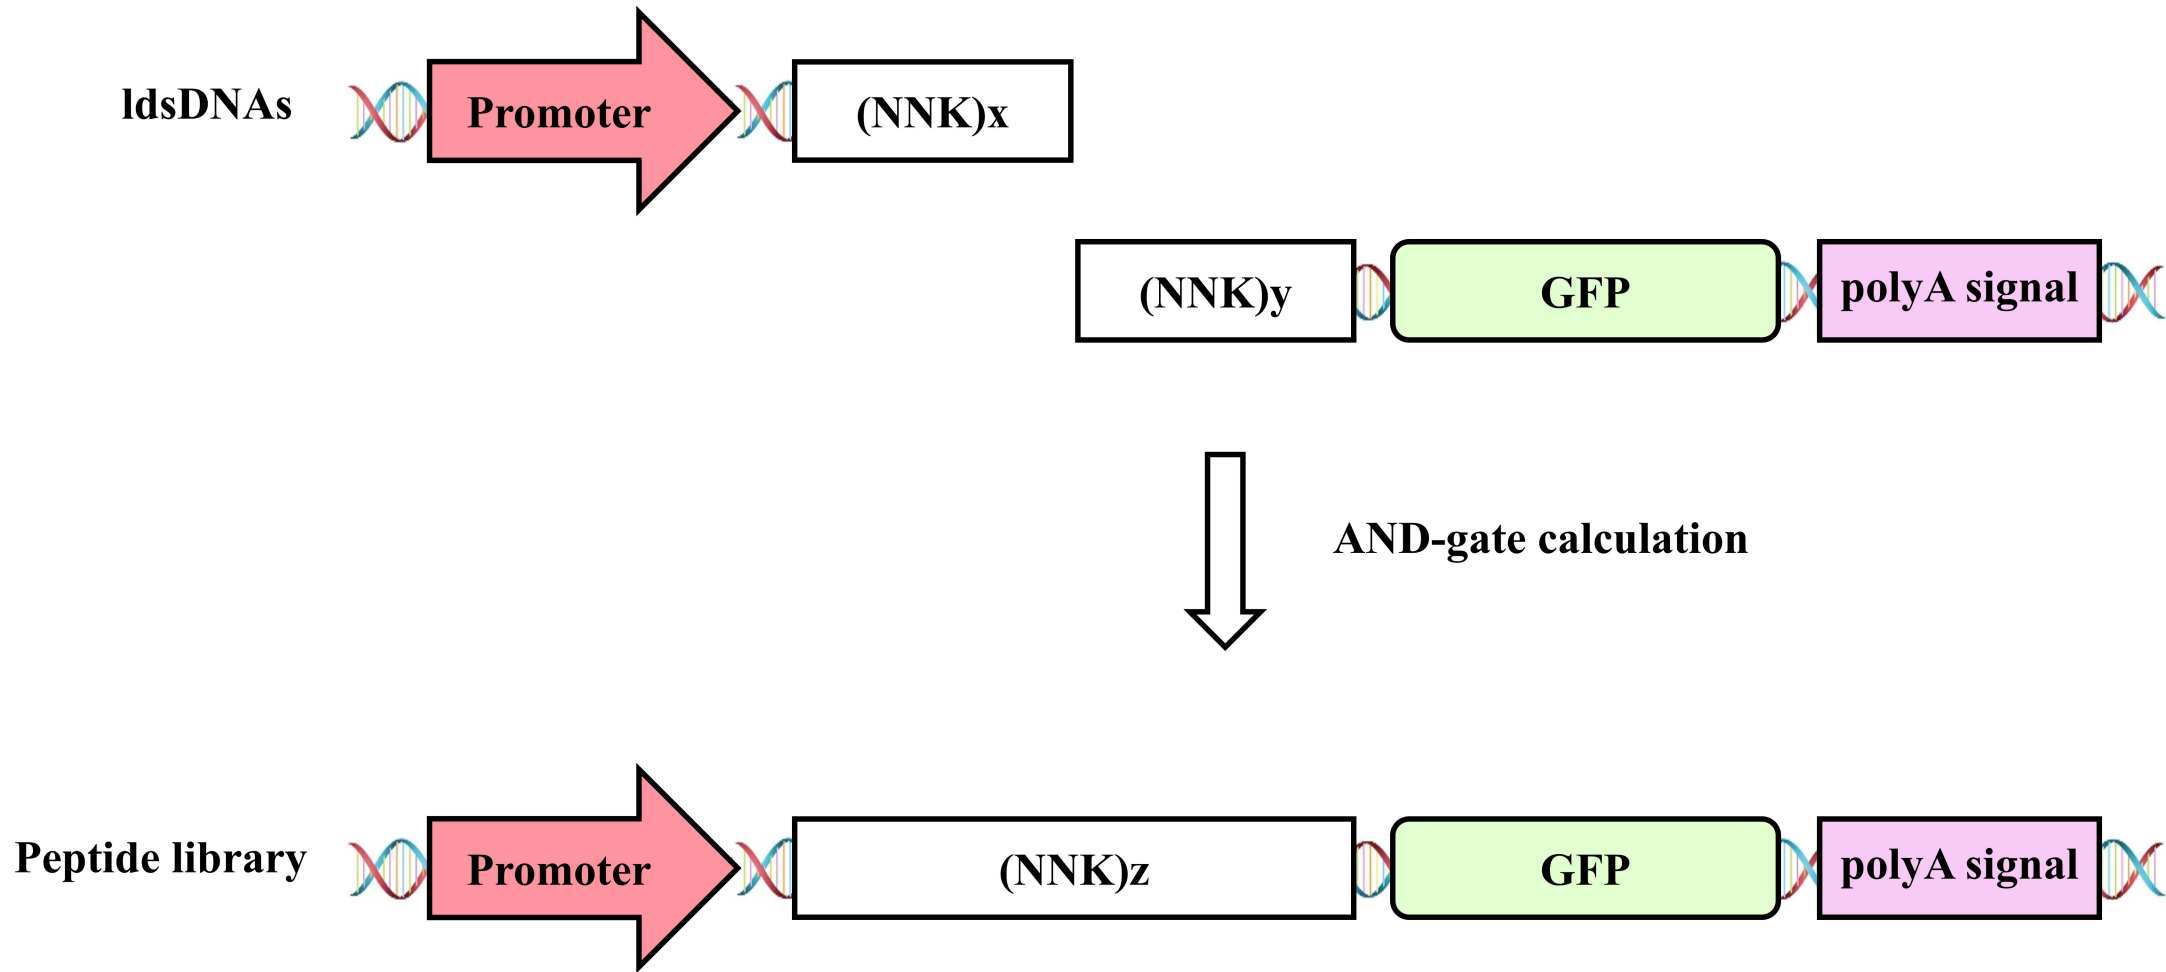 ldsDNAs
Promoter
(NNK)x
(NNK)y
GFP
polyA signal
AND-gate calculation
Peptide library
Promoter
(NNK)z
GFP
polyA signal